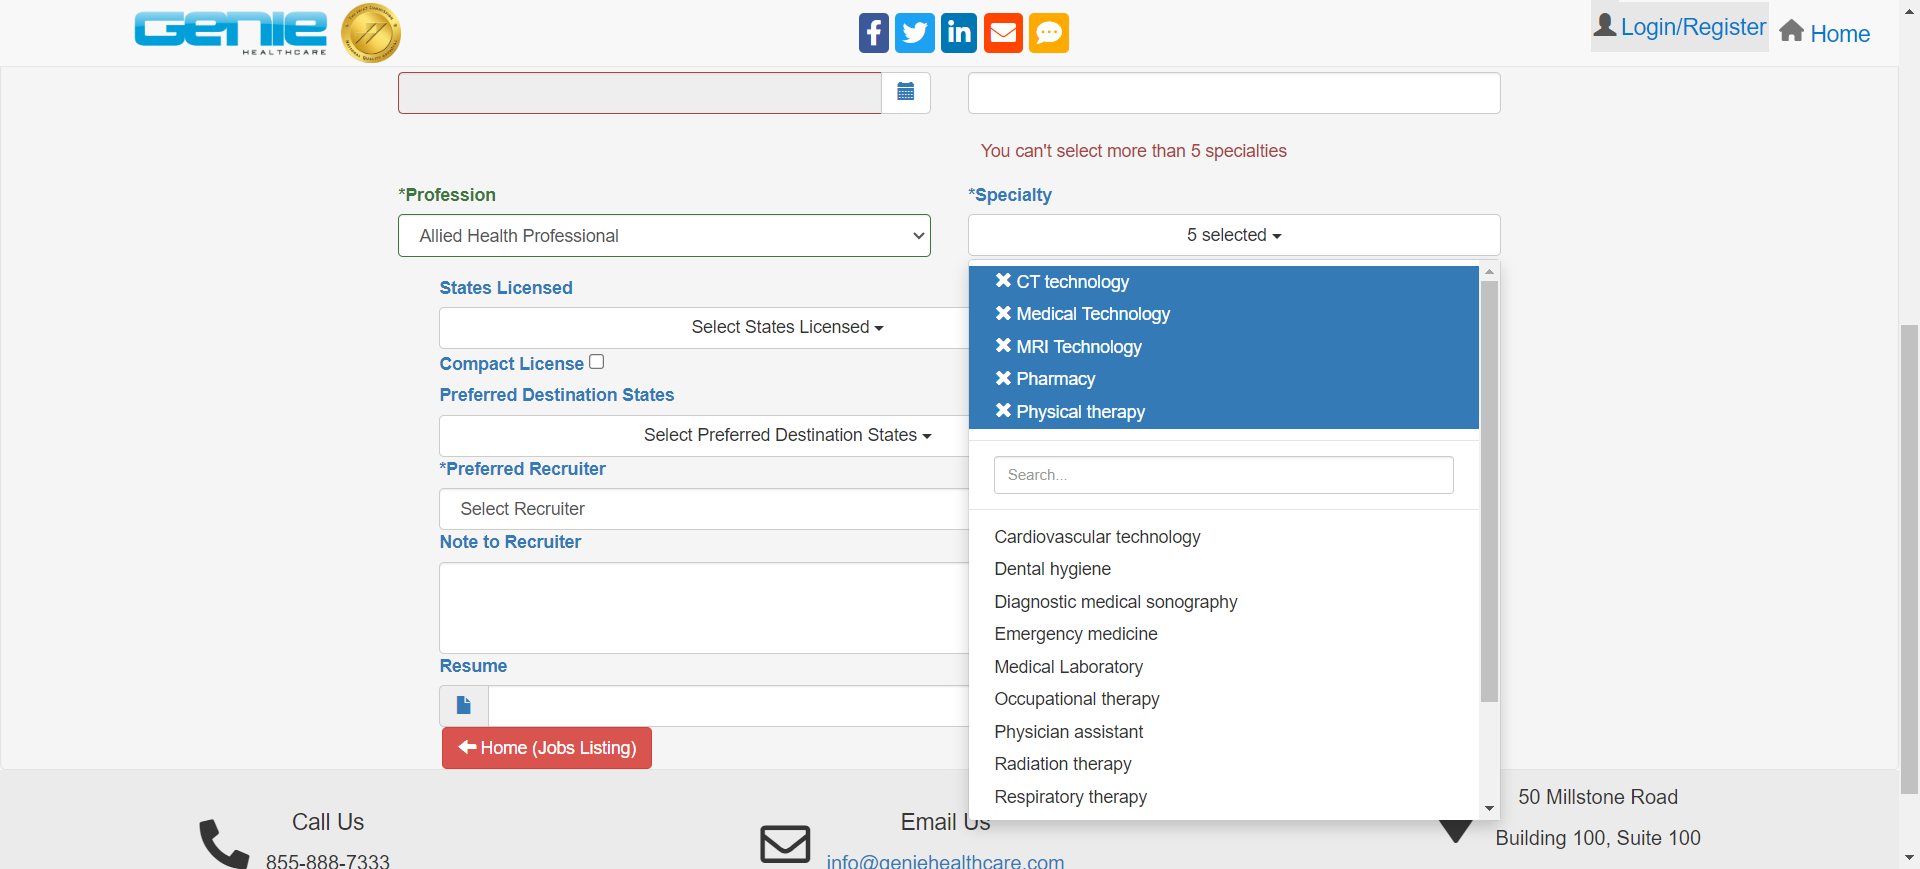 GENIE
HEALTHCARE
Login/Register
Home
You can't select more than 5 specialties
*Profession
*Specialty
Allied Health Professional
5 selected
States Licensed
Select States Licensed
Compact License
Preferred Destination States
Select Preferred Destination States
*Preferred Recruiter
Select Recruiter
Note to Recruiter
Resume
Home (Jobs Listing)
CT technology
Medical Technology
MRI Technology
Pharmacy
Physical therapy
Search...
Cardiovascular technology
Dental hygiene
Diagnostic medical sonography
Emergency medicine
Medical Laboratory
Occupational therapy
Physician assistant
Radiation therapy
Respiratory therapy
Call Us
855-888-7333
Email Us
info@geniehealthcare.com
50 Millstone Road
Building 100, Suite 100